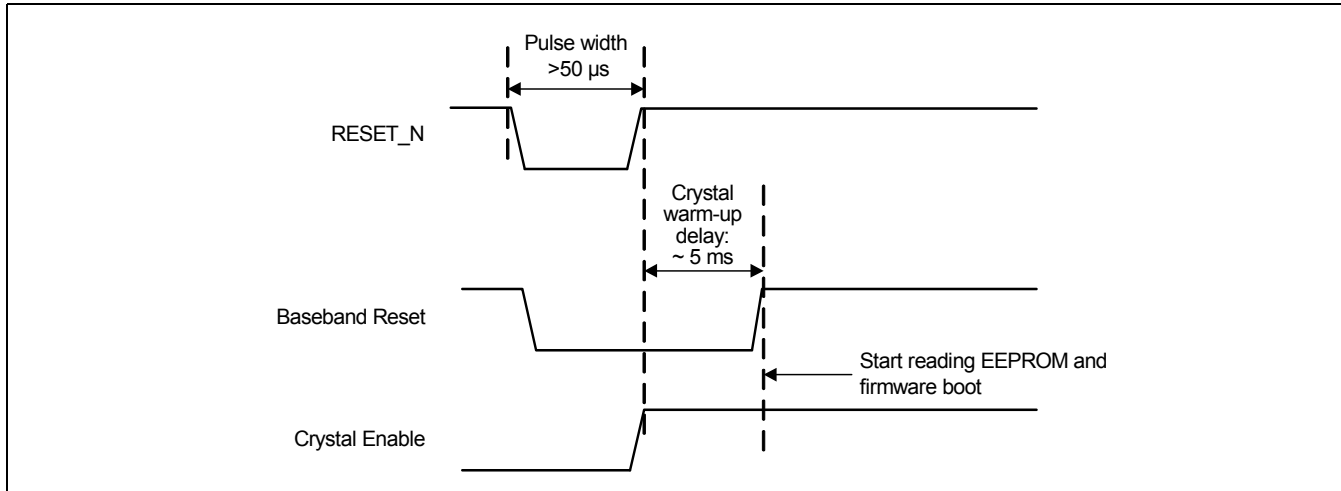 Pulse width
>50 µs
RESET_N
Crystal
warm-up
delay:
~ 5 ms
Baseband Reset
Start reading EEPROM and
firmware boot
Crystal Enable